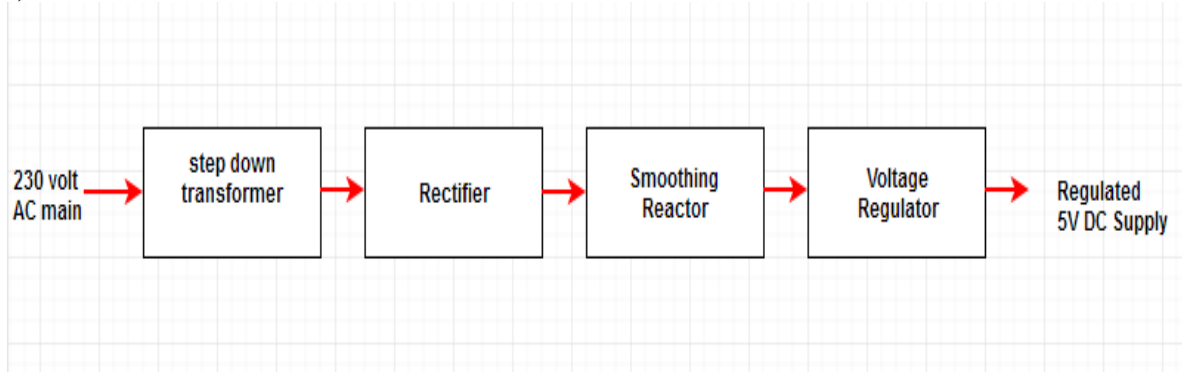 230 volt
AC main
step down
transformer
Rectifier
Smoothing
Reactor
Voltage
Regulator
Regulated
5V DC Supply